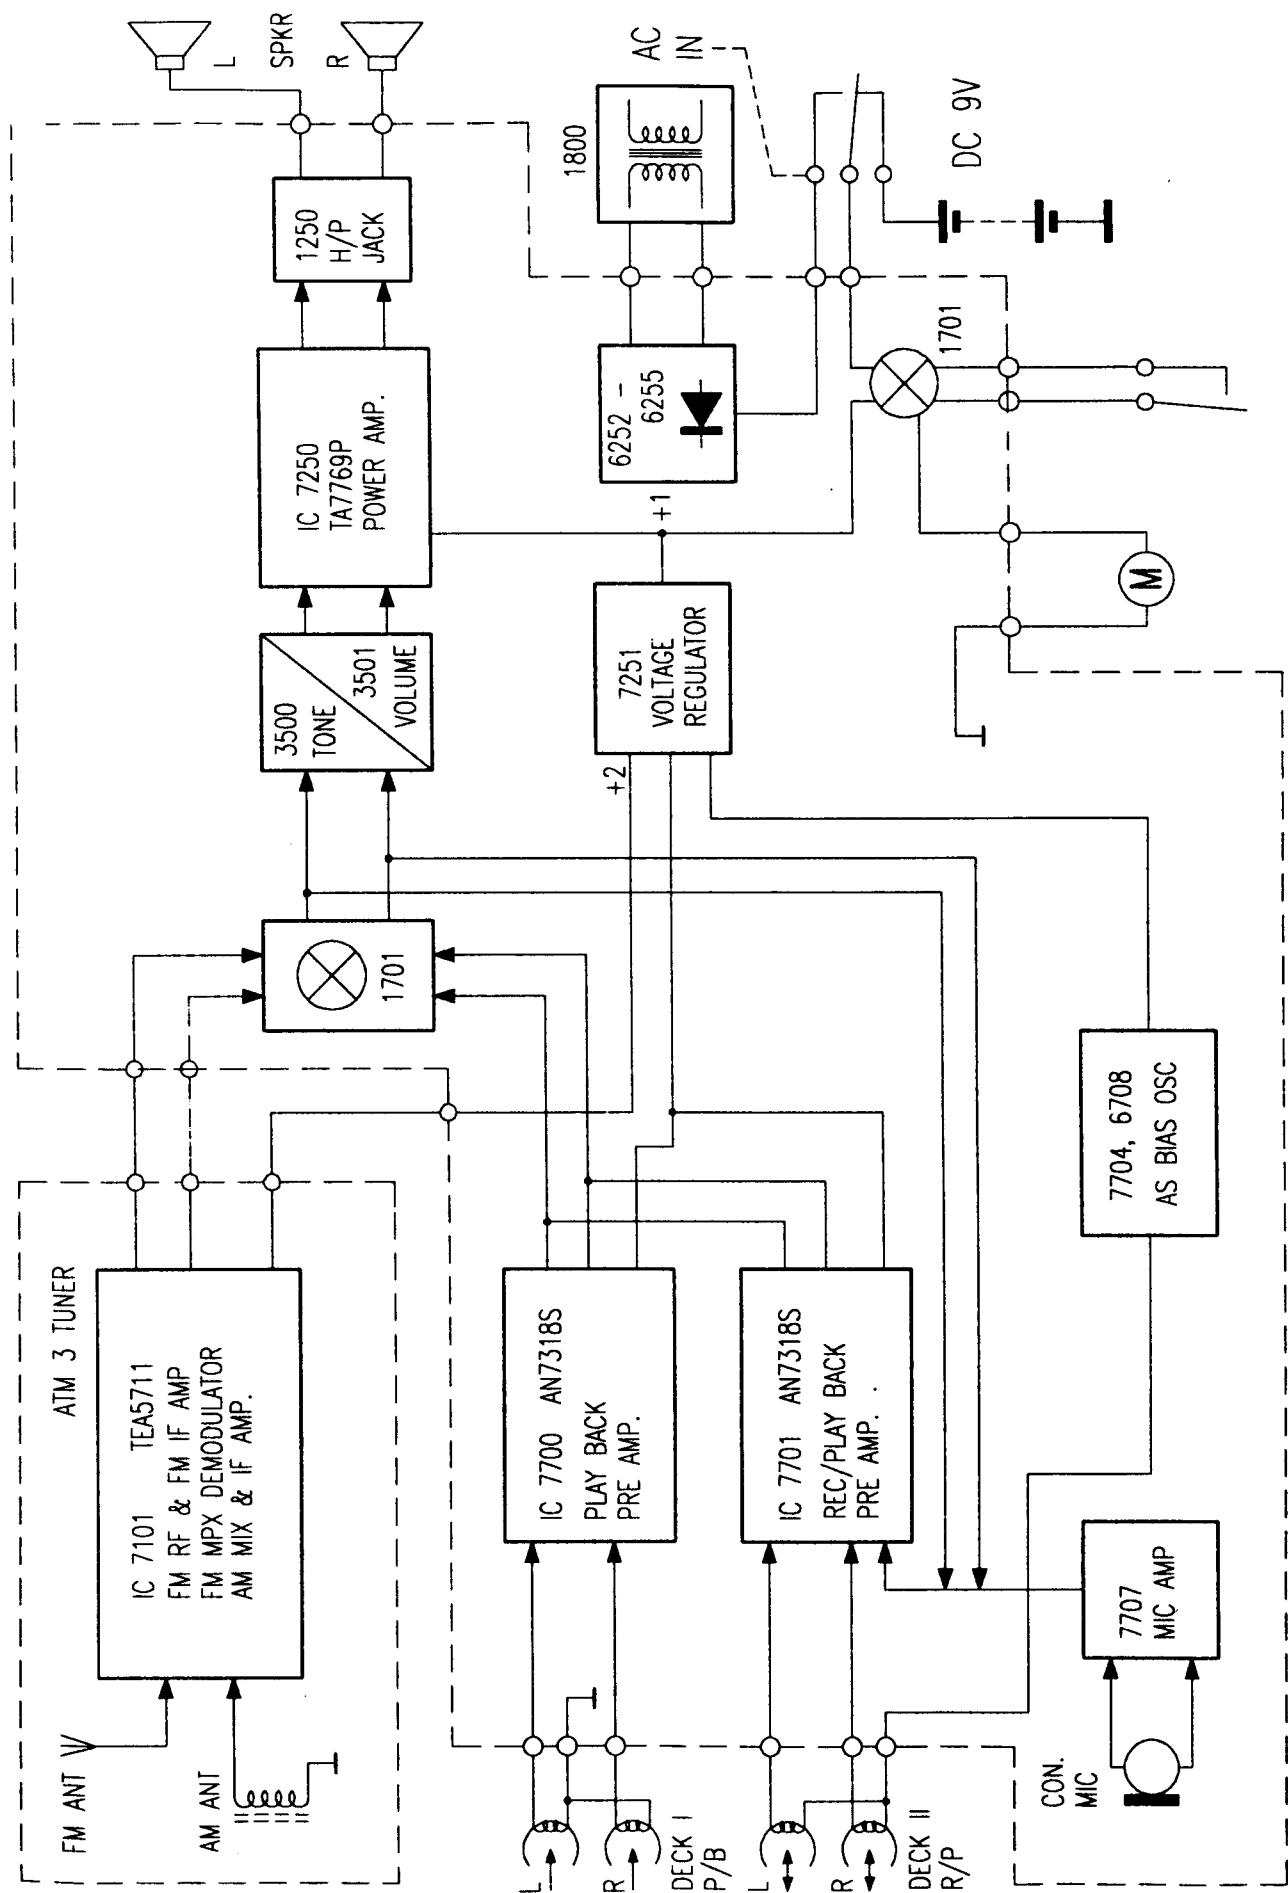 ATM 3 TUNER
IC 7101 TEA5711
FM RF & FM IF AMP
FM MPX DEMODULATOR
AM MIX & IF AMP.
FM ANT
AM ANT
1701
3500
TONE
3501
VOLUME
IC 7250
TA7769P
POWER AMP.
1250
H/P
JACK
L
SPKR
R
L
R
DECK I
P/B
IC 7700 AN7318S
PLAY BACK
PRE AMP.
+2
7251
VOLTAGE
REGULATOR
+1
6252 -
6255
1800
AC
IN
L
R
DECK II
R/P
IC 7701 AN7318S
REC/PLAY BACK
PRE AMP.
1701
DC 9V
M
CON.
MIC
7707
MIC AMP
7704, 6708
AS BIAS OSC